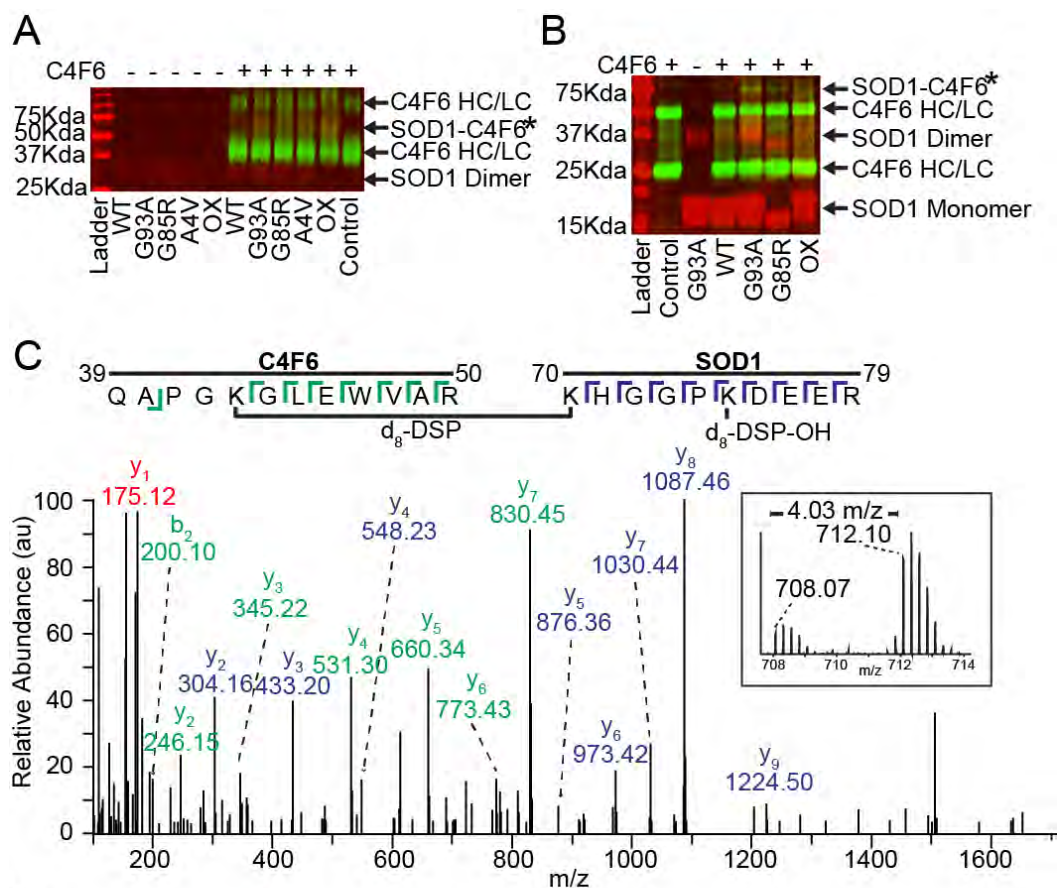 A
C4F6 - - - - - + + + + + +
75Kda
50Kda
37Kda
25Kda
C4F6 HC/LC
SOD1-C4F6*
C4F6 HC/LC
SOD1 Dimer
Ladder WT G93A G85R A4V OX WT G93A G85R A4V OX Control
B
C4F6 + - + + + +
75Kda
37Kda
25Kda
15Kda
SOD1-C4F6*
C4F6 HC/LC
SOD1 Dimer
C4F6 HC/LC
SOD1 Monomer
Ladder Control G93A WT G93A G85R OX
C
39 C4F6 50 70 SOD1 79
Q A P G K G L E W V A R K H G G P K D E E R
d8-DSP d8-DSP-OH
Relative Abundance (au)
100
80
60
40
20
0
y1
175.12
b2
200.10
y2
246.15
y2
304.16
y3
345.22
y3
433.20
y4
531.30
y4
548.23
y5
660.34
y6
773.43
y7
830.45
y5
876.36
y6
973.42
y7
1030.44
y8
1087.46
y9
1224.50
4.03 m/z
712.10
708.07
708 710 712 714
m/z
200 400 600 800 1000 1200 1400 1600
m/z